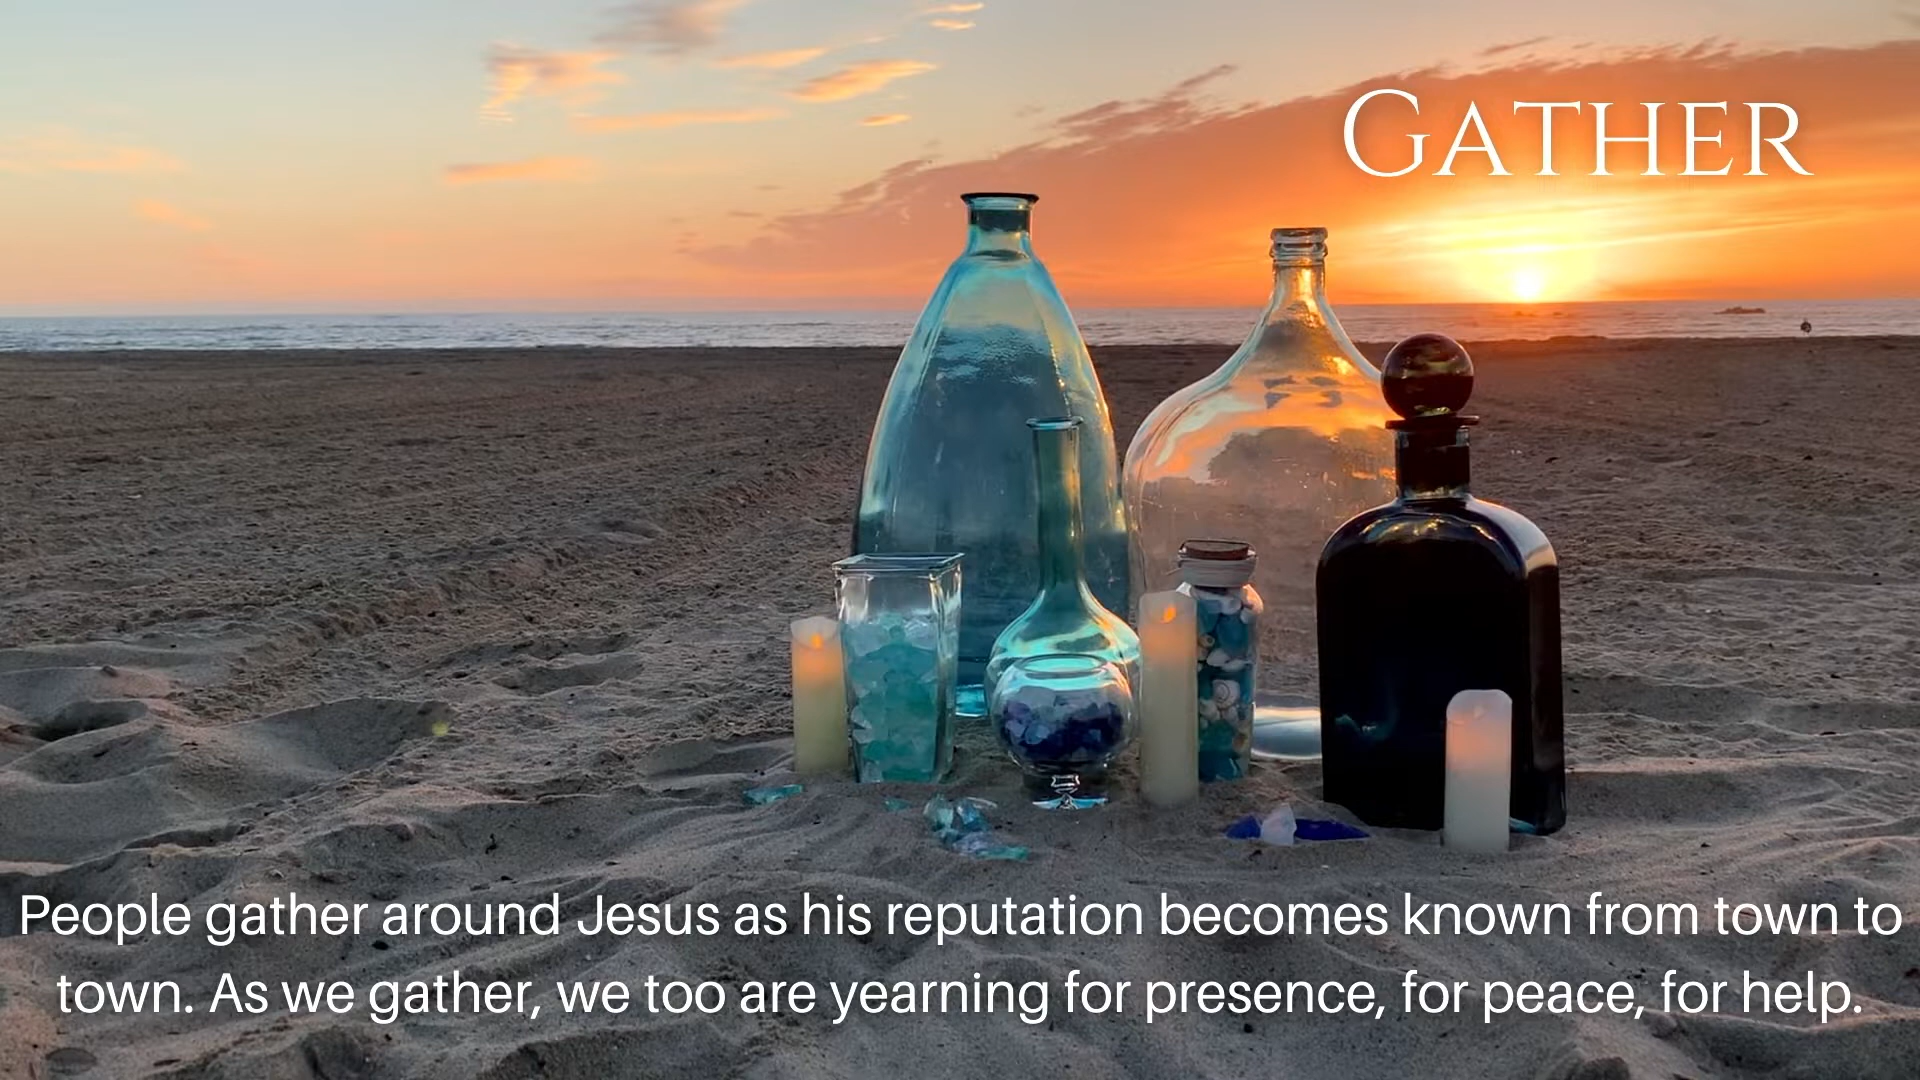 Gather
People gather around Jesus as his reputation becomes known from town to
town. As we gather, we too are yearning for presence, for peace, for help.